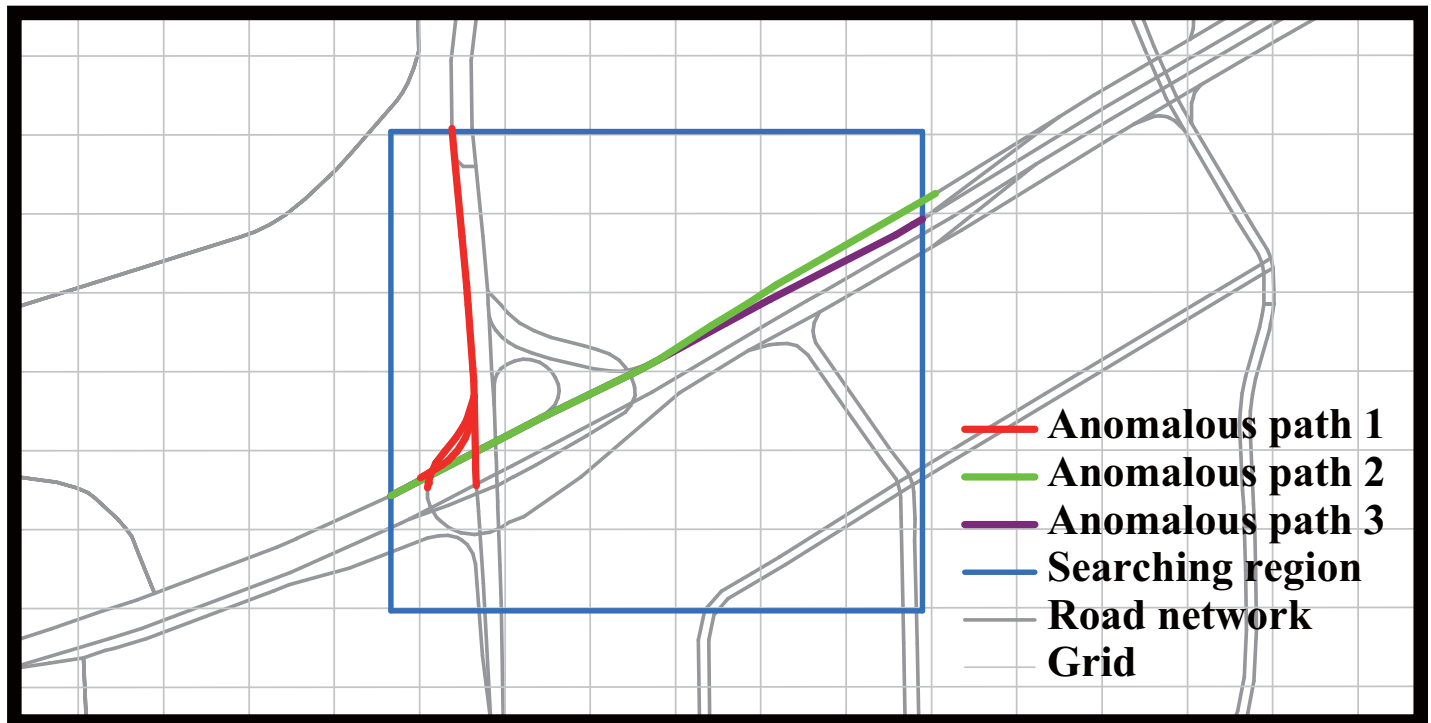 Anomalous path 1
Anomalous path 2
Anomalous path 3
Searching region
Road network
Grid